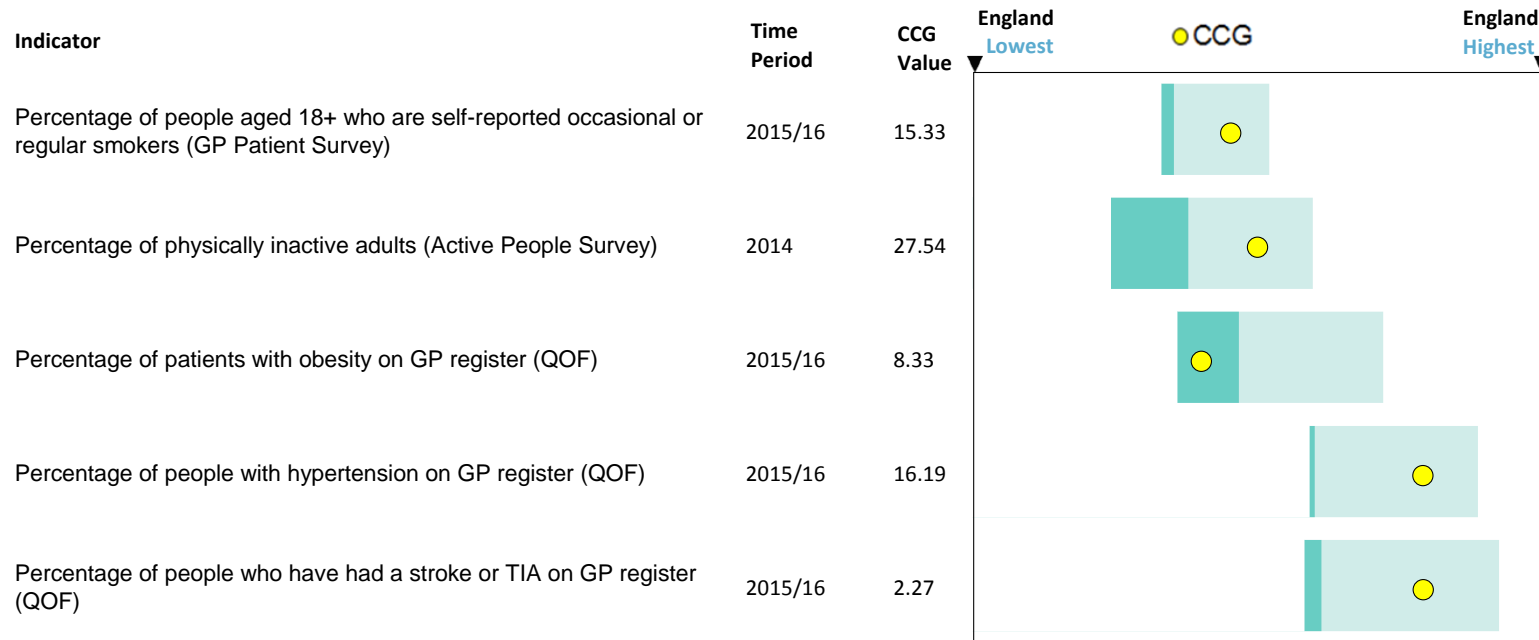 Indicator
Time
Period
CCG
Value
England
Lowest
CCG
England
Highest
Percentage of people aged 18+ who are self-reported occasional or
regular smokers (GP Patient Survey)
2015/16
15.33
Percentage of physically inactive adults (Active People Survey)
2014
27.54
Percentage of patients with obesity on GP register (QOF)
2015/16
8.33
Percentage of people with hypertension on GP register (QOF)
2015/16
16.19
Percentage of people who have had a stroke or TIA on GP register
(QOF)
2015/16
2.27